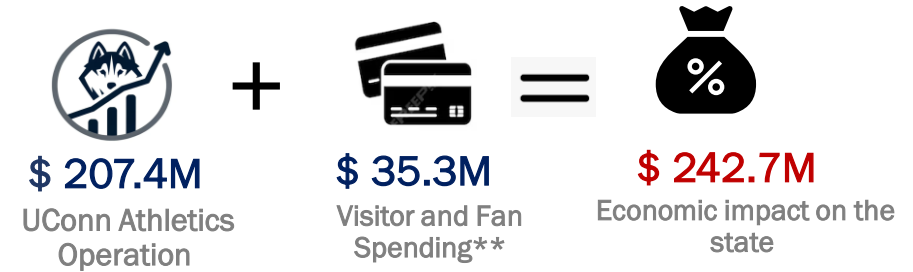 $ 207.4M
UConn Athletics
Operation
+
$ 35.3M
Visitor and Fan
Spending**
=
%
$ 242.7M
Economic impact on the
state